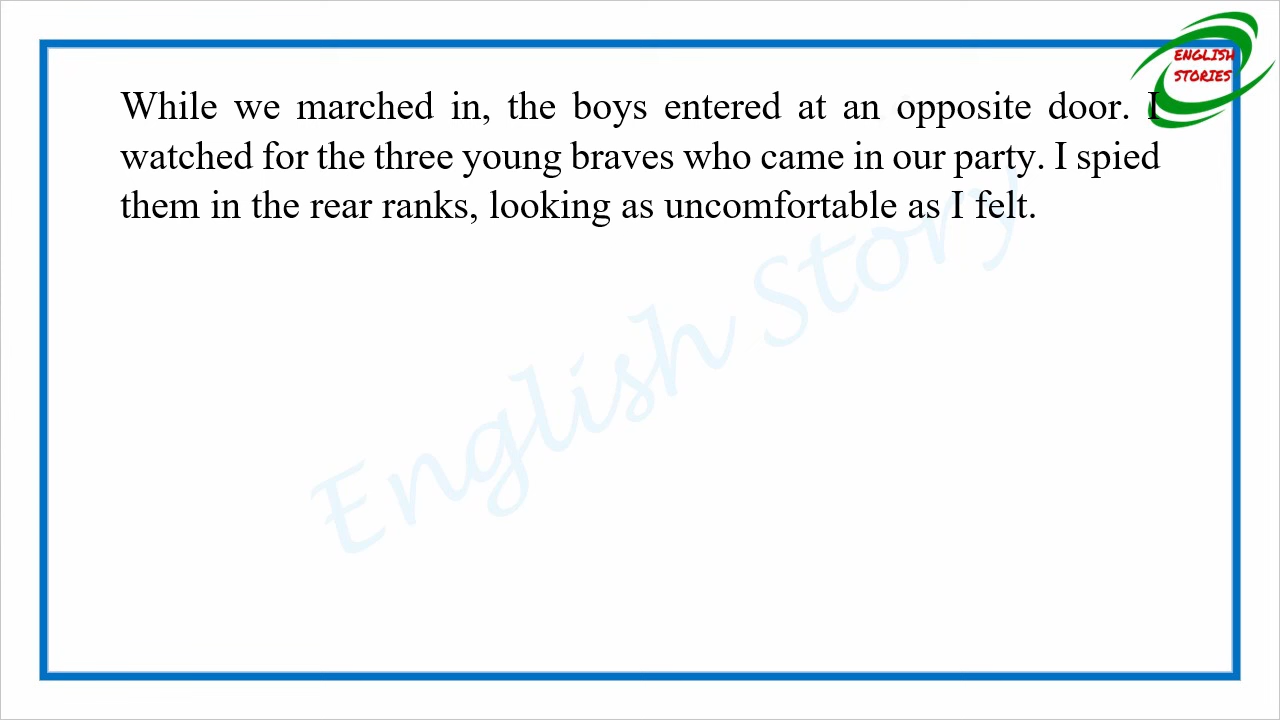 ENGLISH
STORIES
While we marched in, the boys entered at an opposite door. I
watched for the three young braves who came in our party. I spied
them in the rear ranks, looking as uncomfortable as I felt.
English Story